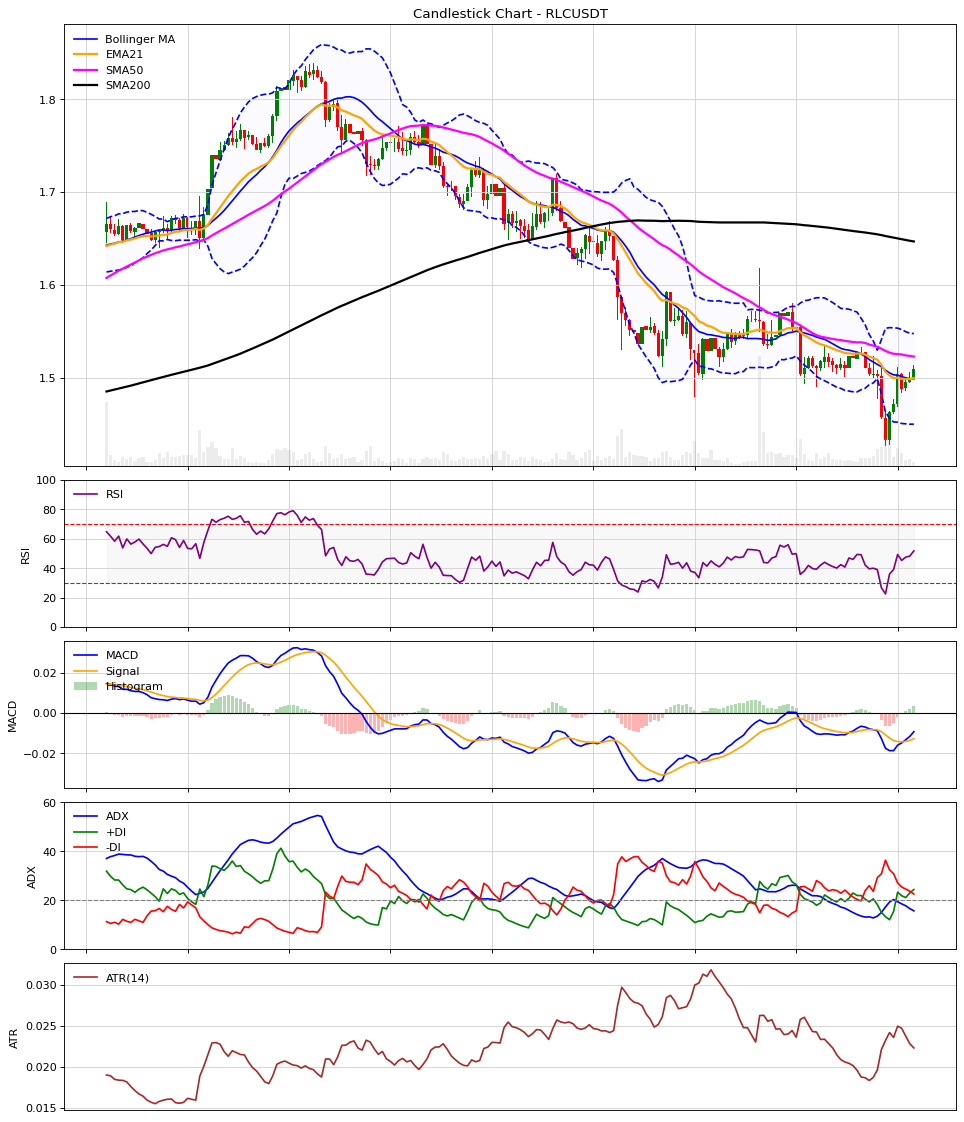 Candlestick Chart - RLCUSDT
Bollinger MA
EMA21
SMA50
SMA200
1.8
1.7
1.6
1.5
RSI
100
80
60
40
20
0
RSI
MACD
Signal
Histogram
0.02
0.00
−0.02
MACD
ADX
+DI
-DI
60
40
20
0
ADX
ATR(14)
0.030
0.025
0.020
0.015
ATR